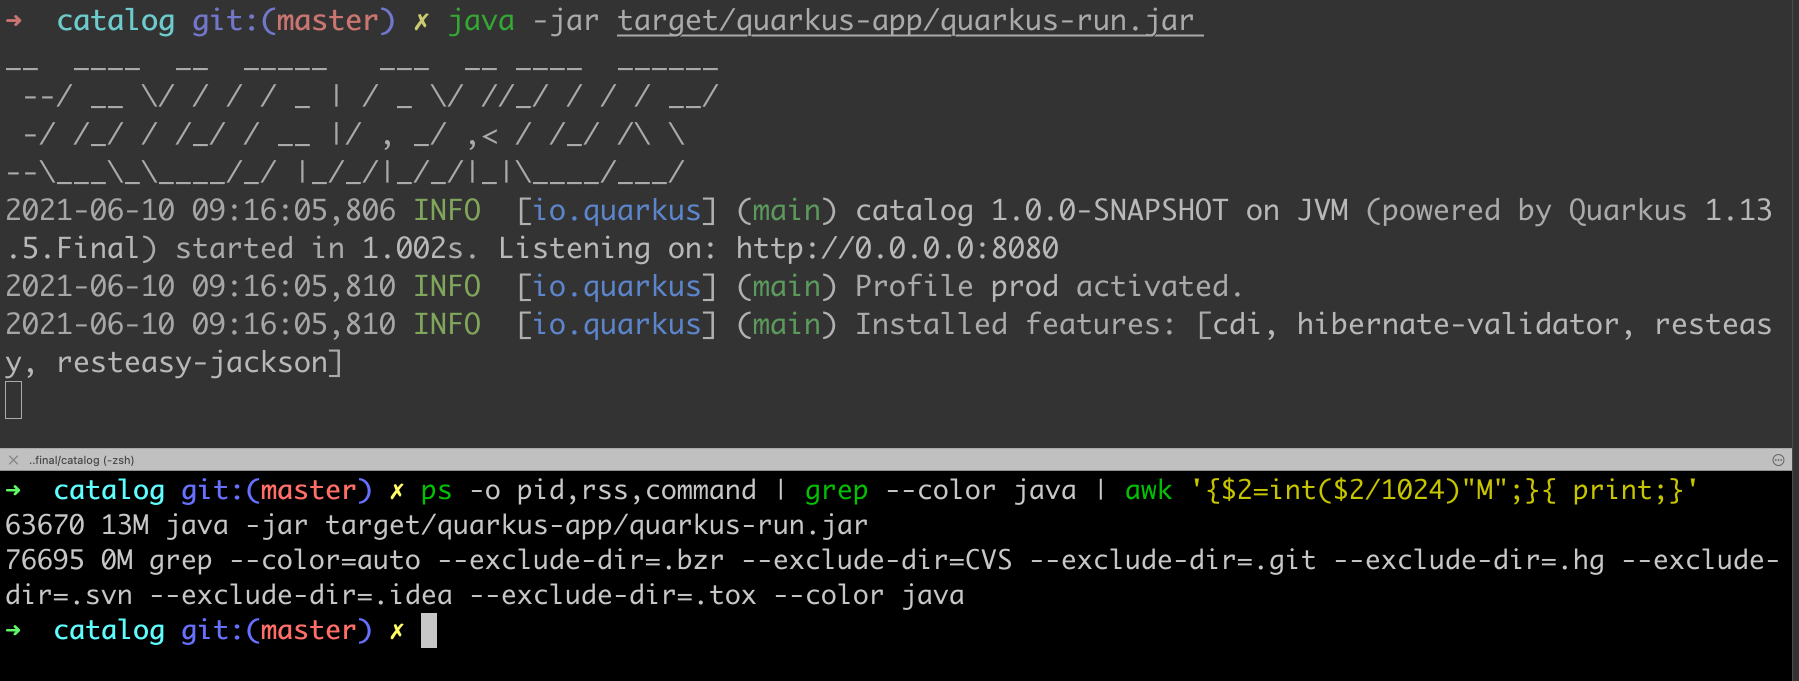 ➜  catalog git:(master) ✗ java -jar target/quarkus-app/quarkus-run.jar
__  ____  __  _____   ___  __ ____  ______
 --/ __ \/ / / / _ | / _ \/ //_/ / / / __/
 -/ /_/ / /_/ / __ |/ , _/ ,< / /_/ /\ \
--\___\_\____/_/ |_/_/|_/_/|_|\____/___/
2021-06-10 09:16:05,806 INFO  [io.quarkus] (main) catalog 1.0.0-SNAPSHOT on JVM (powered by Quarkus 1.13
.5.Final) started in 1.002s. Listening on: http://0.0.0.0:8080
2021-06-10 09:16:05,810 INFO  [io.quarkus] (main) Profile prod activated.
2021-06-10 09:16:05,810 INFO  [io.quarkus] (main) Installed features: [cdi, hibernate-validator, resteas
y, resteasy-jackson]
..final/catalog (-zsh)
➜  catalog git:(master) ✗ ps -o pid,rss,command | grep --color java | awk '{$2=int($2/1024)"M";}{ print;}'
63670 13M java -jar target/quarkus-app/quarkus-run.jar
76695 0M grep --color=auto --exclude-dir=.bzr --exclude-dir=CVS --exclude-dir=.git --exclude-dir=.hg --exclude-
dir=.svn --exclude-dir=.idea --exclude-dir=.tox --color java
➜  catalog git:(master) ✗